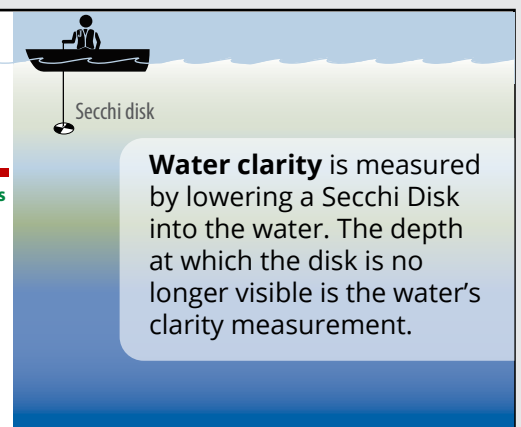 Secchi disk
s
Water clarity is measured
by lowering a Secchi Disk
into the water. The depth
at which the disk is no
longer visible is the water’s
clarity measurement.